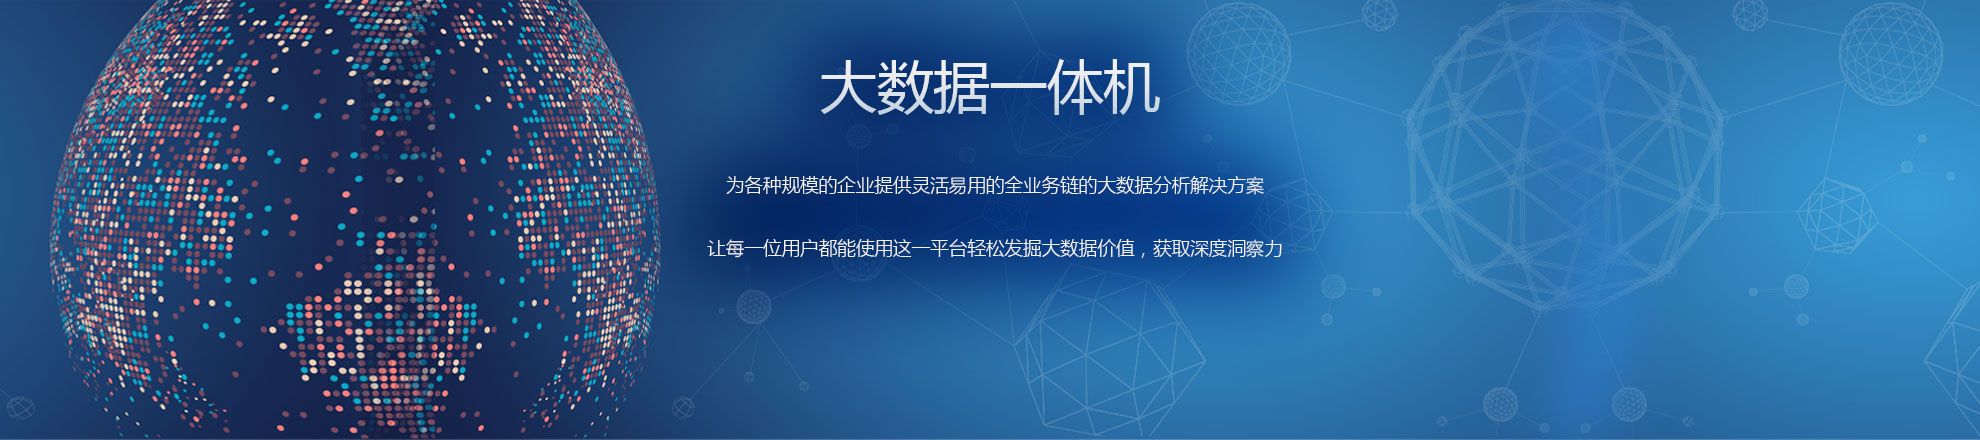 大数据一体机
为各种规模的企业提供灵活易用的全业务链的大数据分析解决方案
让每一位用户都能使用这一平台轻松发掘大数据价值，获取深度洞察力